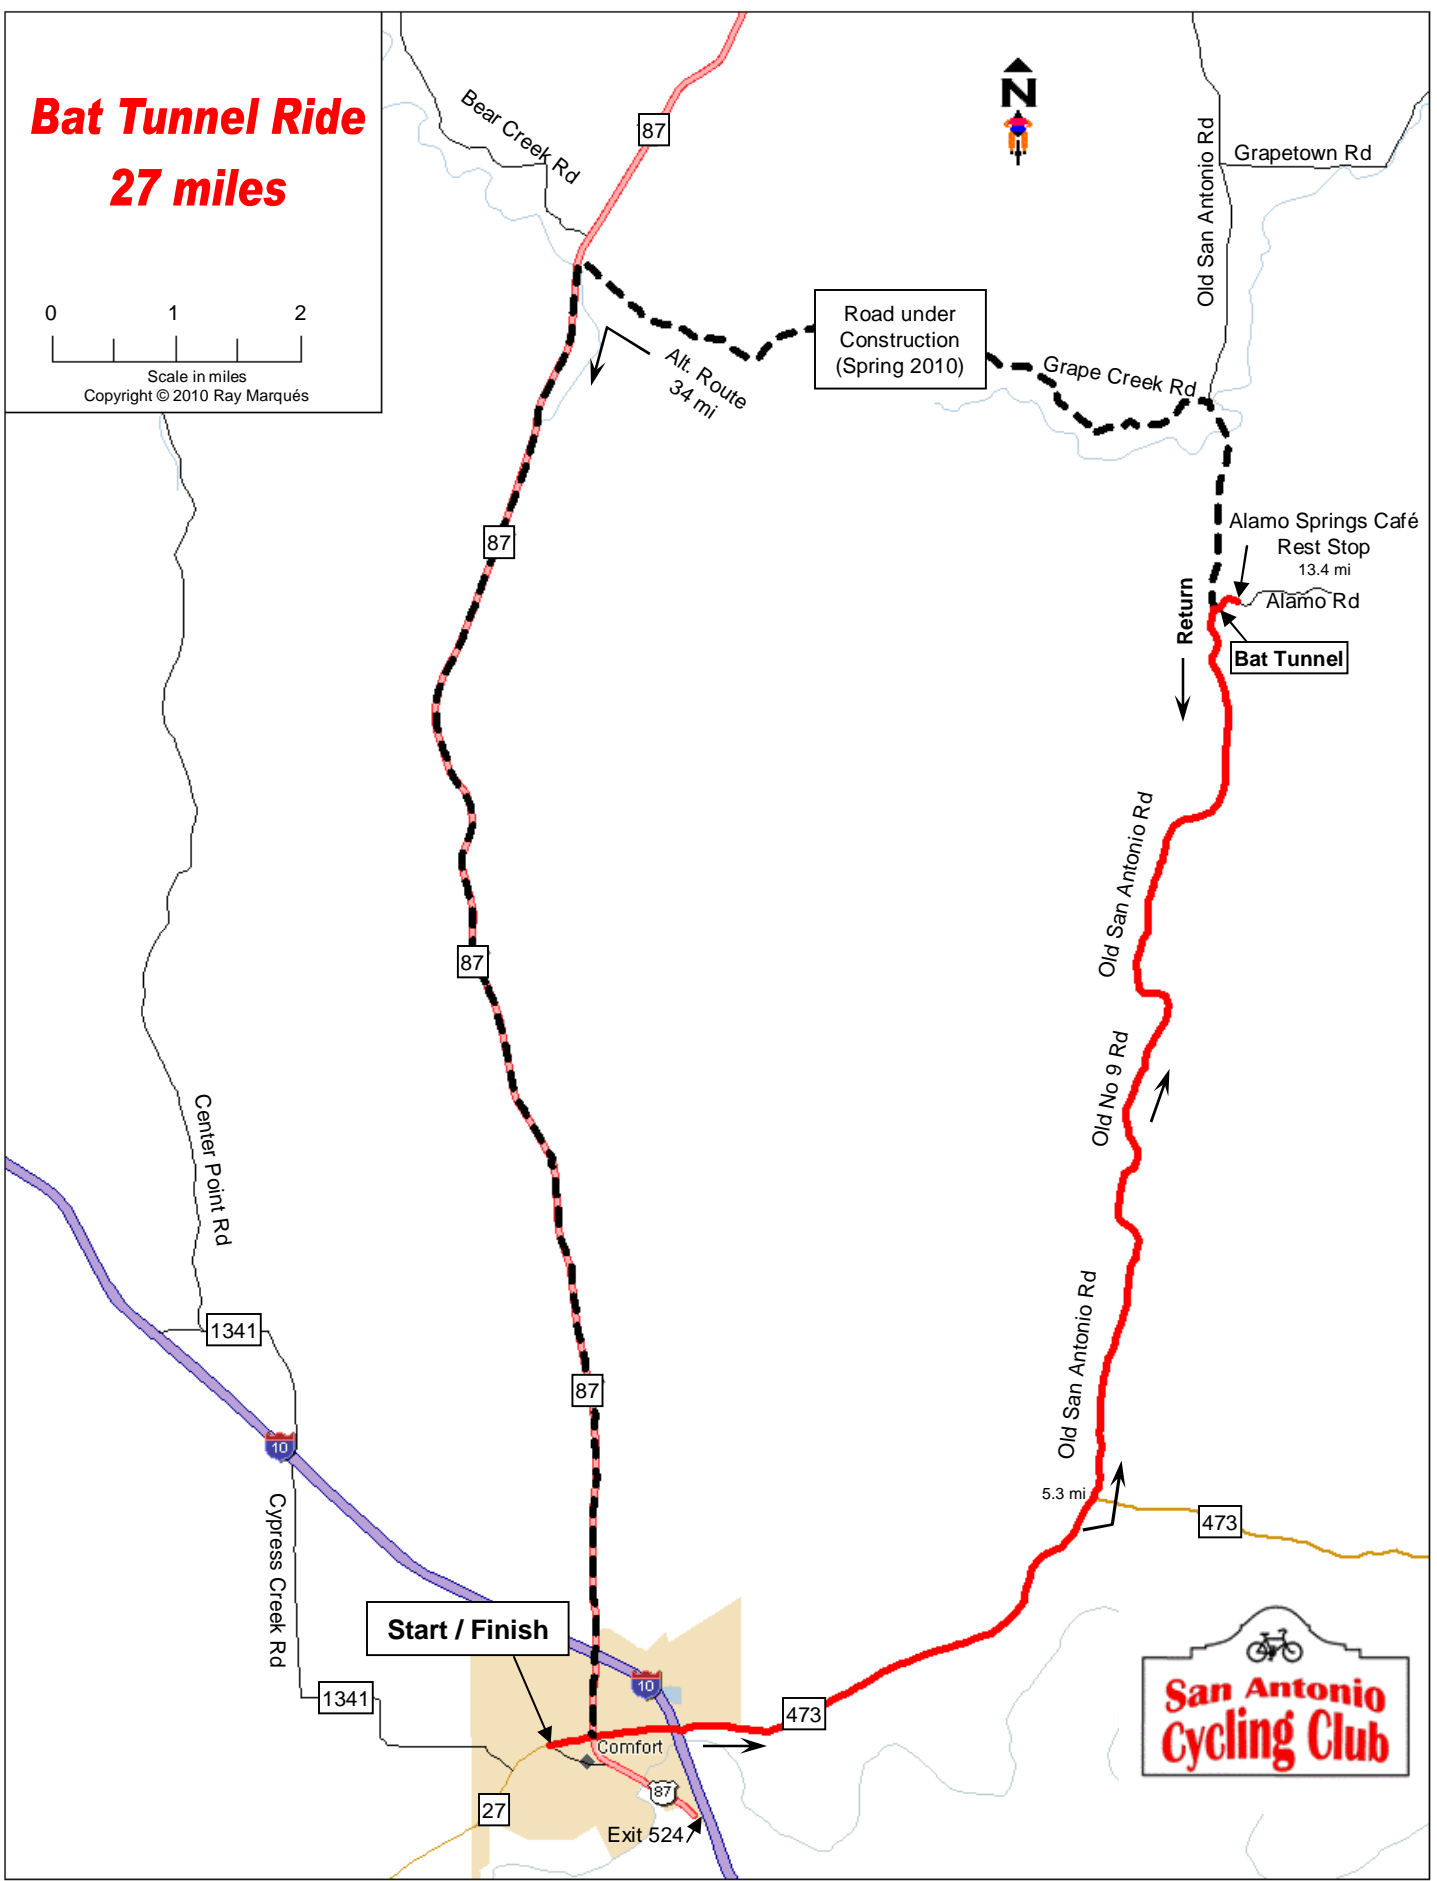 Bat Tunnel Ride
27 miles
0 1 2
Scale in miles
Copyright © 2010 Ray Marqués
Bear Creek Rd
87
N
Old San Antonio Rd
Grapetown Rd
Road under
Construction
(Spring 2010)
Alt. Route
34 mi
Grape Creek Rd
87
Alamo Springs Café
Rest Stop
13.4 mi
Alamo Rd
Return
Bat Tunnel
Old San Antonio Rd
87
Old No 9 Rd
Center Point Rd
Old San Antonio Rd
1341
87
10
5.3 mi
473
Cypress Creek Rd
Start / Finish
10
1341
473
Comfort
87
27
Exit 524
San Antonio
Cycling Club